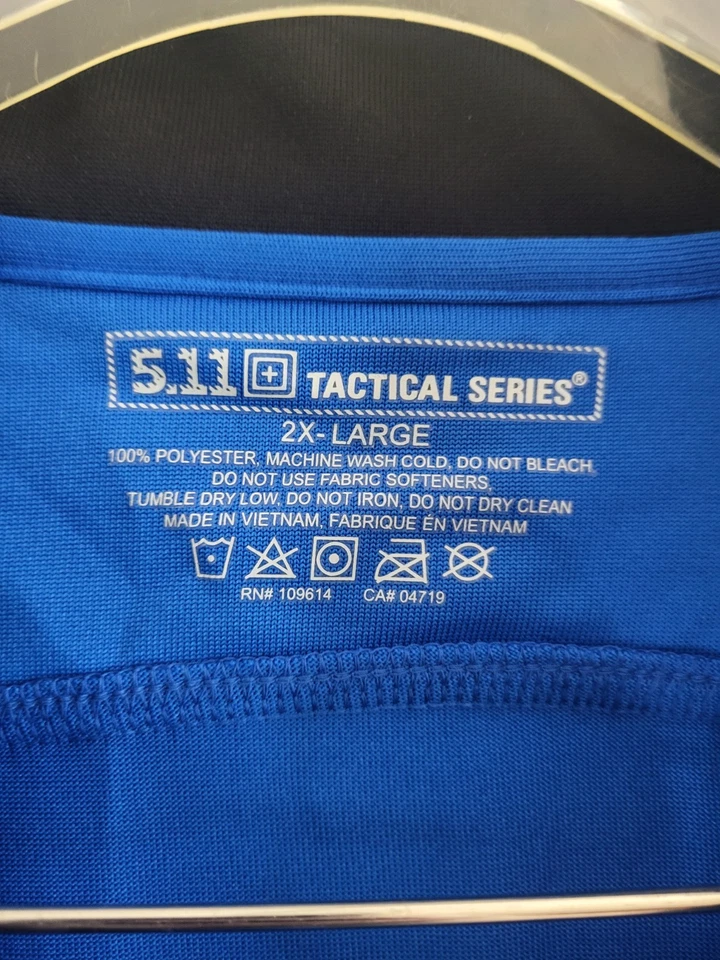 5.11 TACTICAL SERIES®
2X-LARGE
100% POLYESTER, MACHINE WASH COLD, DO NOT BLEACH,
DO NOT USE FABRIC SOFTENERS,
TUMBLE DRY LOW, DO NOT IRON, DO NOT DRY CLEAN
MADE IN VIETNAM, FABRIQUE ÉN VIETNAM
RN# 109614 CA# 04719